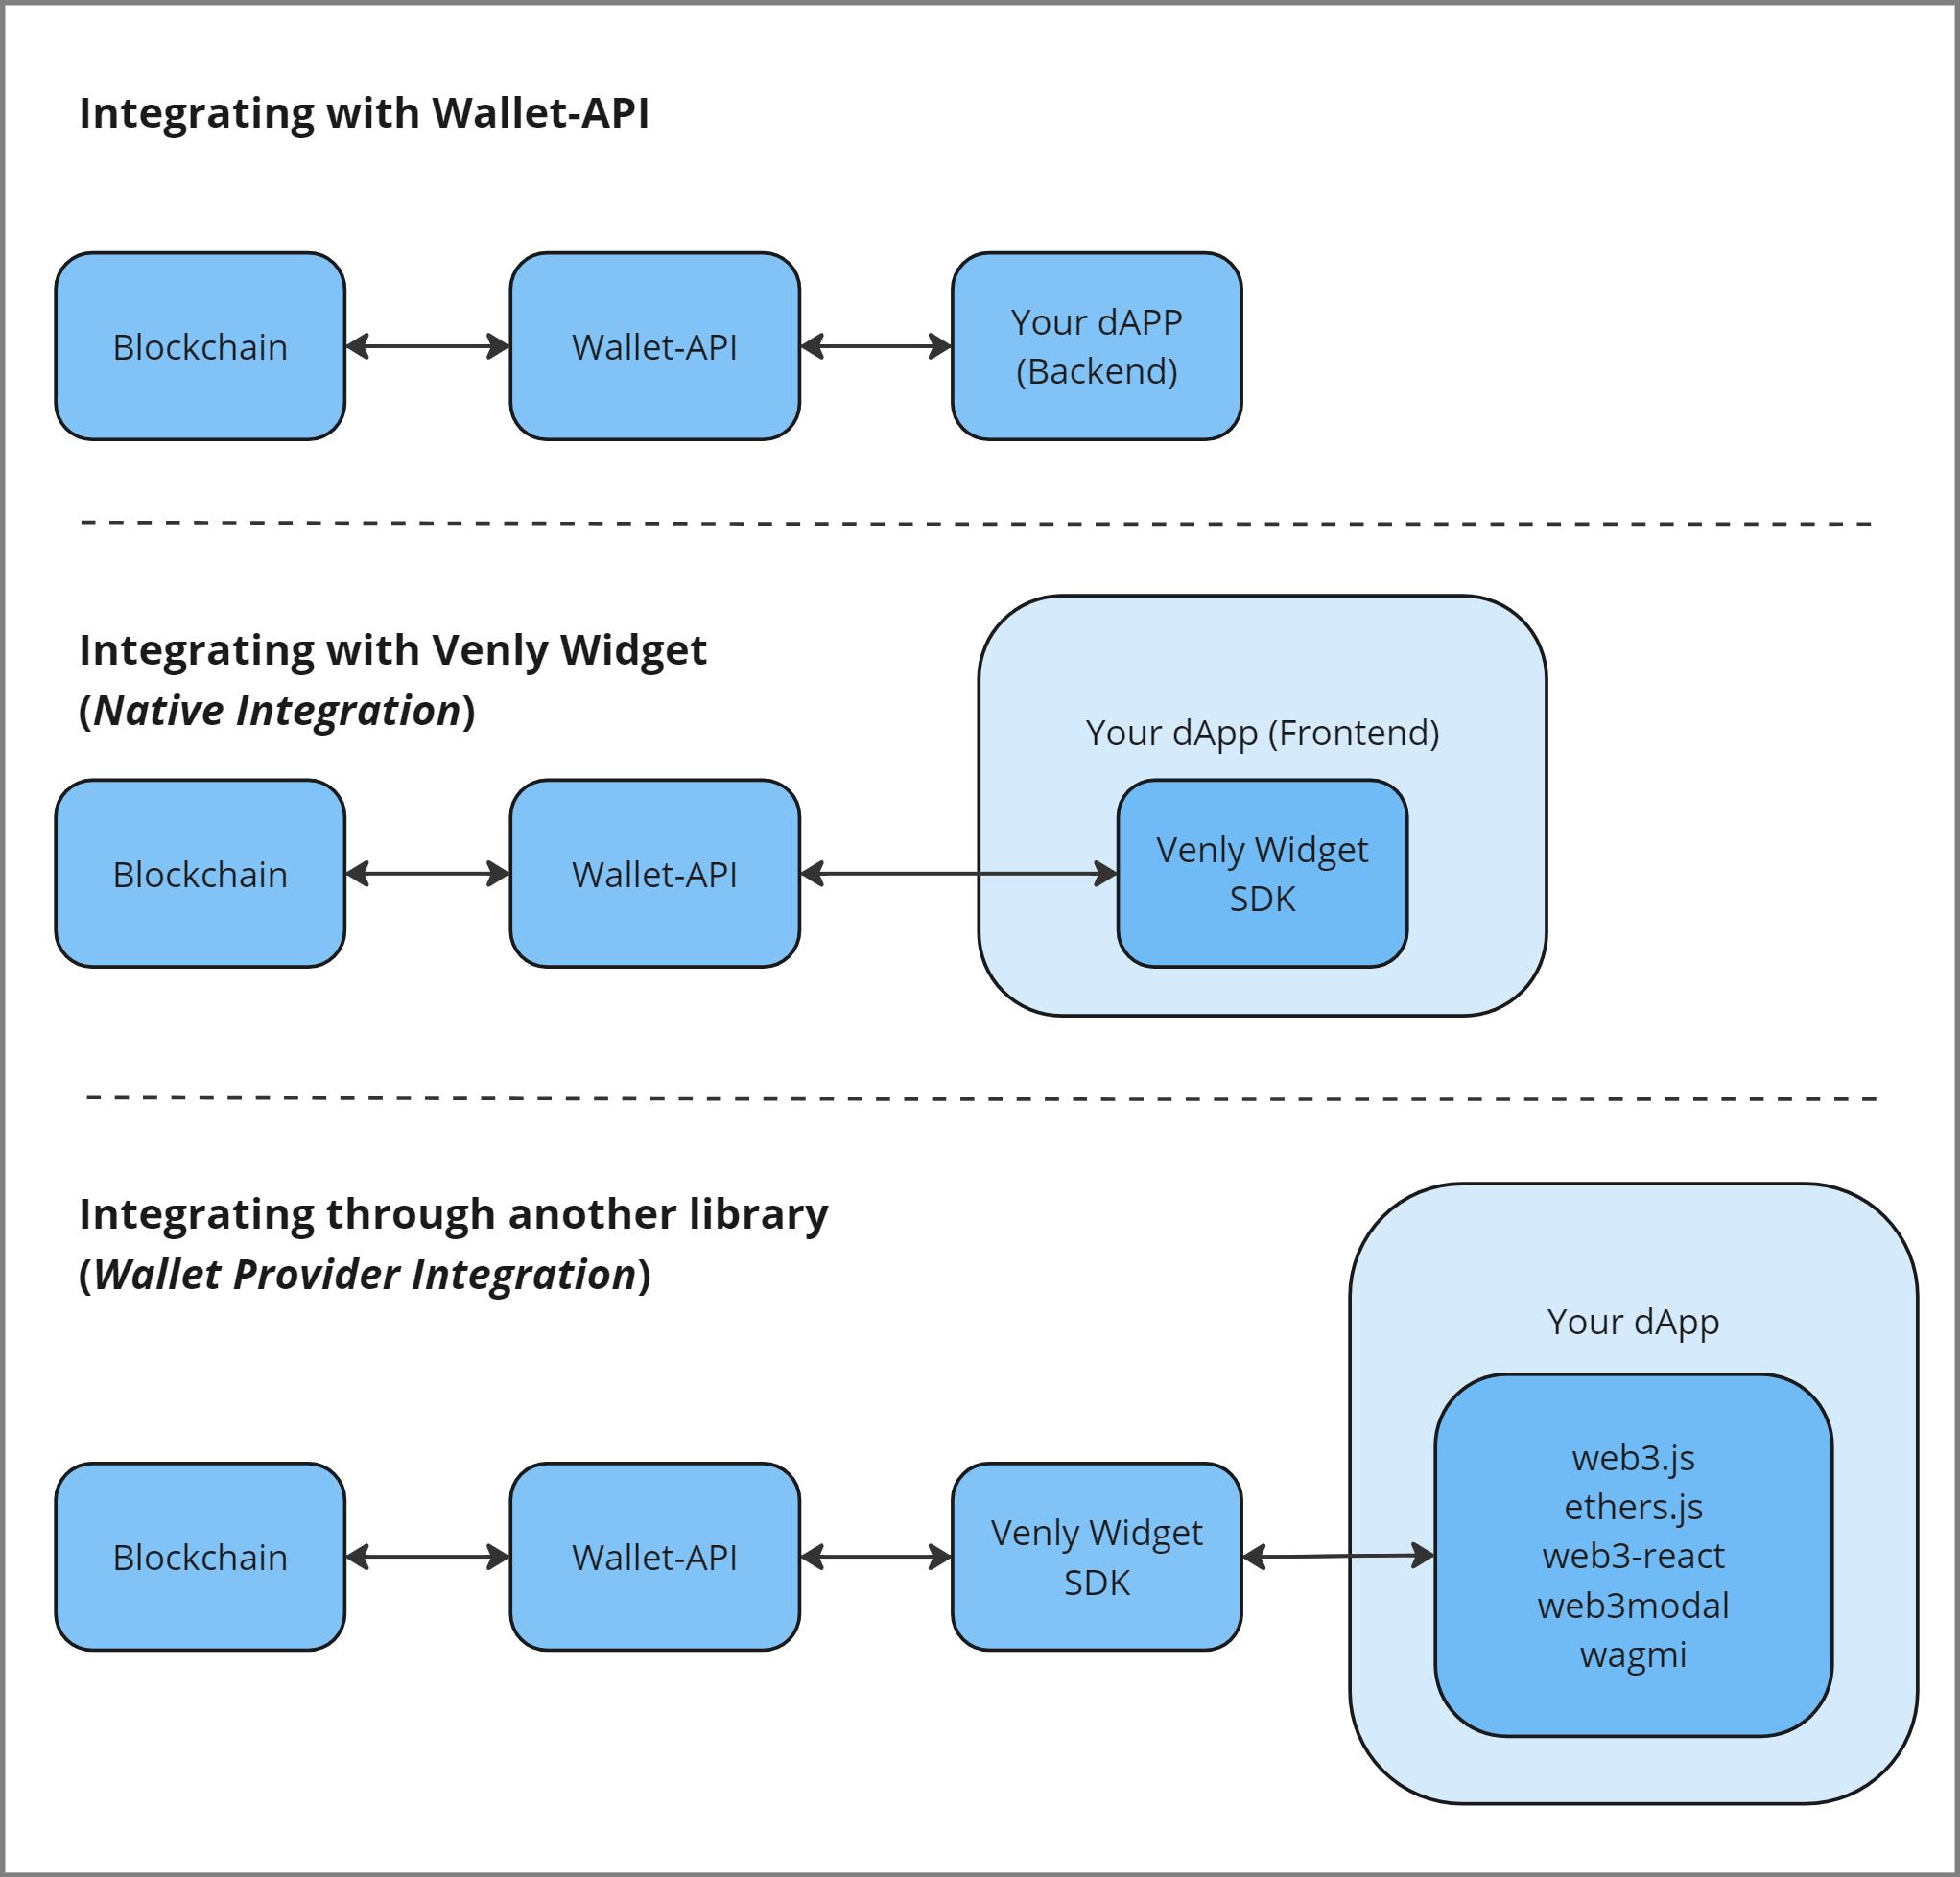 Integrating with Wallet-API
Blockchain
Wallet-API
Your dAPP
(Backend)
Integrating with Venly Widget
(Native Integration)
Your dApp (Frontend)
Blockchain
Wallet-API
Venly Widget
SDK
Integrating through another library
(Wallet Provider Integration)
Your dApp
Blockchain
Wallet-API
Venly Widget
SDK
web3.js
ethers.js
web3-react
web3modal
wagmi